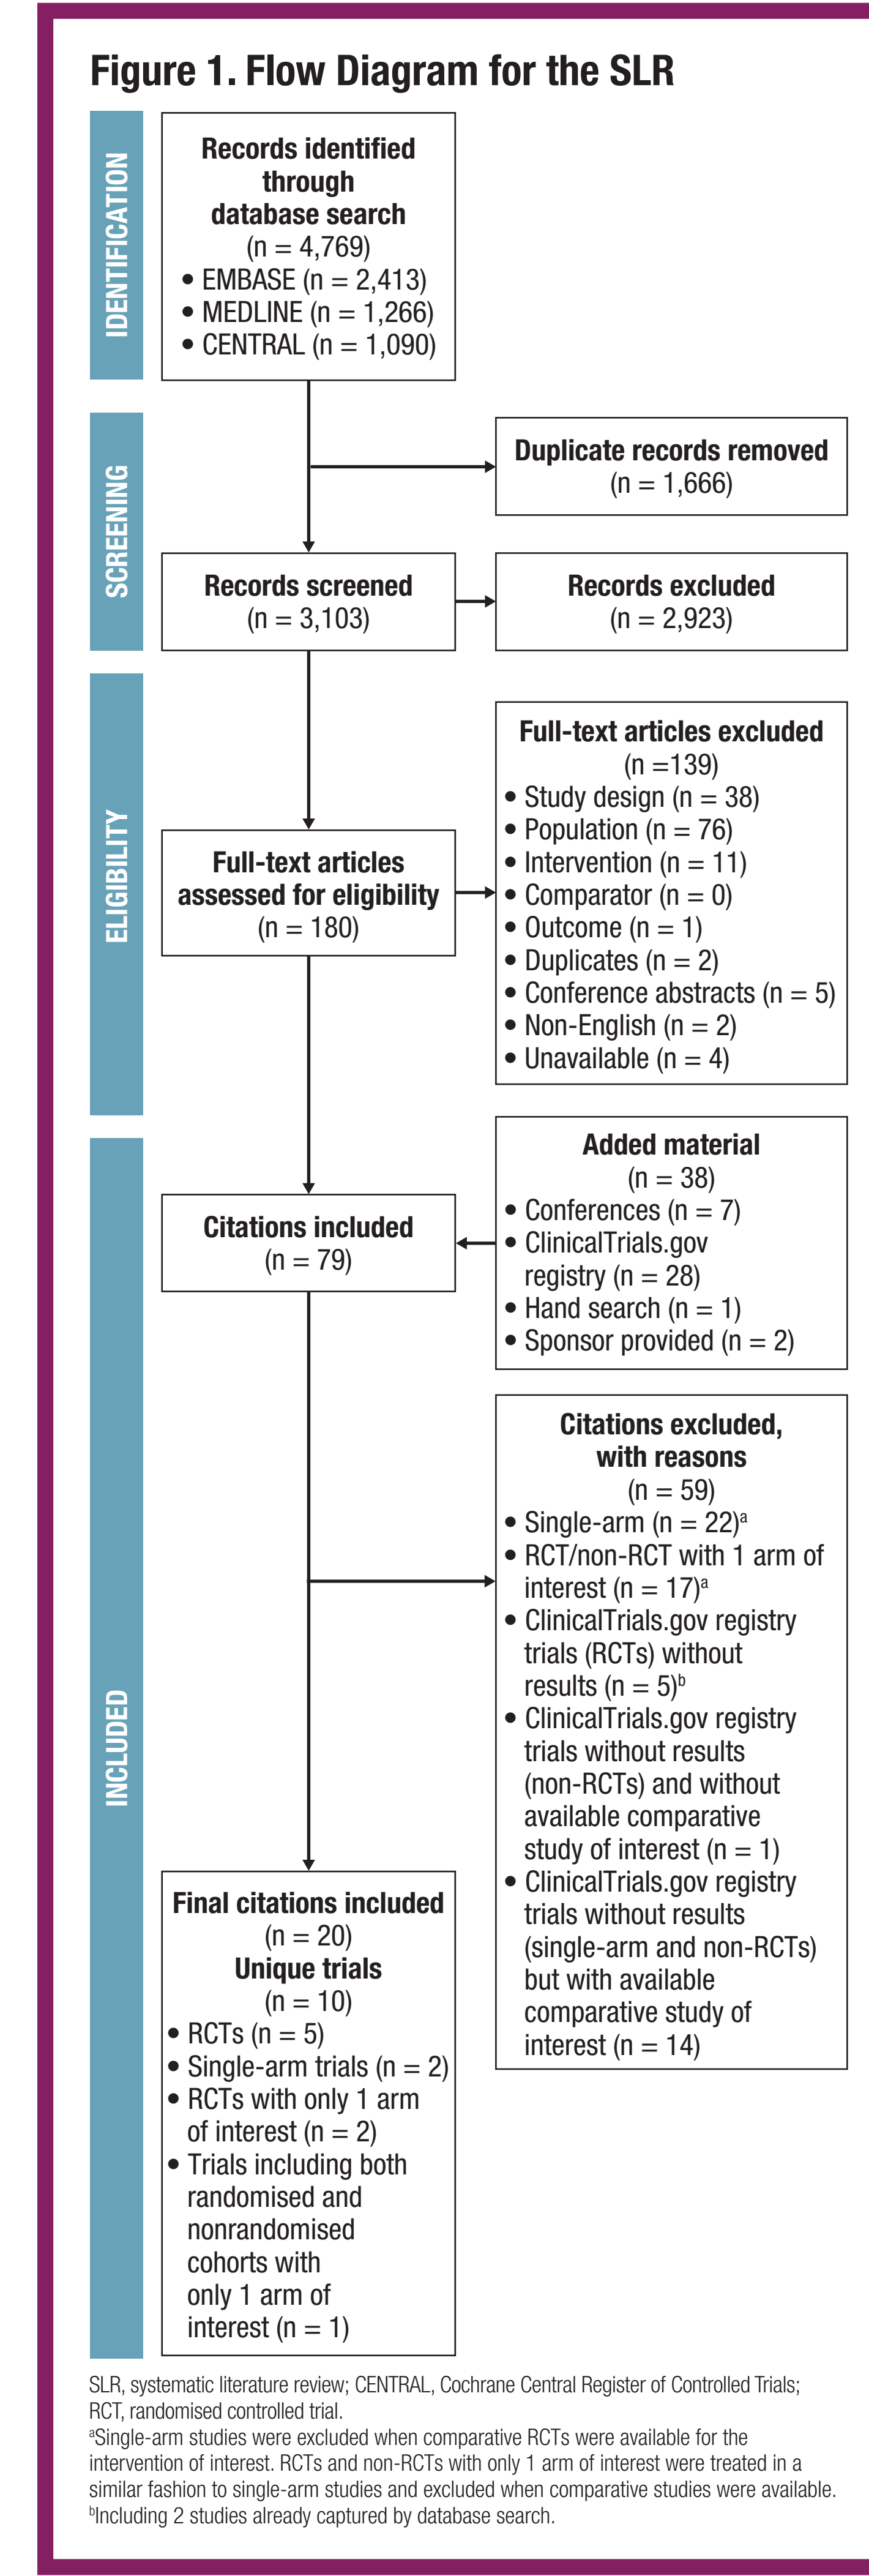 Figure 1. Flow Diagram for the SLR
IDENTIFICATION
Records identified
through
database search
(n = 4,769)
• EMBASE (n = 2,413)
• MEDLINE (n = 1,266)
• CENTRAL (n = 1,090)
SCREENING
Duplicate records removed
(n = 1,666)
Records screened
(n = 3,103)
Records excluded
(n = 2,923)
ELIGIBILITY
Full-text articles
assessed for eligibility
(n = 180)
Full-text articles excluded
(n =139)
• Study design (n = 38)
• Population (n = 76)
• Intervention (n = 11)
• Comparator (n = 0)
• Outcome (n = 1)
• Duplicates (n = 2)
• Conference abstracts (n = 5)
• Non-English (n = 2)
• Unavailable (n = 4)
INCLUDED
Citations included
(n = 79)
Added material
(n = 38)
• Conferences (n = 7)
• ClinicalTrials.gov
registry (n = 28)
• Hand search (n = 1)
• Sponsor provided (n = 2)
Citations excluded,
with reasons
(n = 59)
• Single-arm (n = 22)a
• RCT/non-RCT with 1 arm of
interest (n = 17)a
• ClinicalTrials.gov registry
trials (RCTs) without
results (n = 5)b
• ClinicalTrials.gov registry
trials without results
(non-RCTs) and without
available comparative
study of interest (n = 1)
• ClinicalTrials.gov registry
trials without results
(single-arm and non-RCTs)
but with available
comparative study of
interest (n = 14)
Final citations included
(n = 20)
Unique trials
(n = 10)
• RCTs (n = 5)
• Single-arm trials (n = 2)
• RCTs with only 1 arm
of interest (n = 2)
• Trials including both
randomised and
nonrandomised
cohorts with
only 1 arm of
interest (n = 1)
SLR, systematic literature review; CENTRAL, Cochrane Central Register of Controlled Trials;
RCT, randomised controlled trial.
aSingle-arm studies were excluded when comparative RCTs were available for the
intervention of interest. RCTs and non-RCTs with only 1 arm of interest were treated in a
similar fashion to single-arm studies and excluded when comparative studies were available.
bIncluding 2 studies already captured by database search.